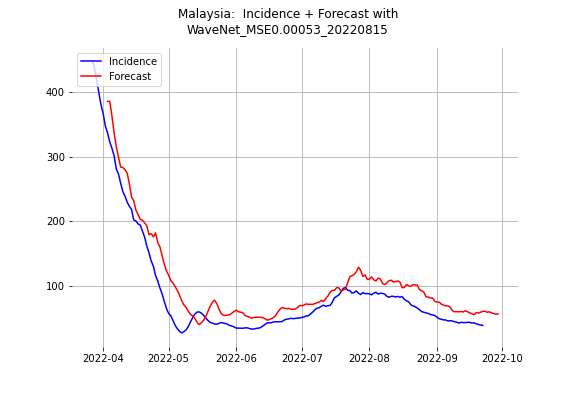 Malaysia:  Incidence + Forecast with
WaveNet_MSE0.00053_20220815
Incidence
Forecast
400
300
200
100
2022-04 2022-05 2022-06 2022-07 2022-08 2022-09 2022-10